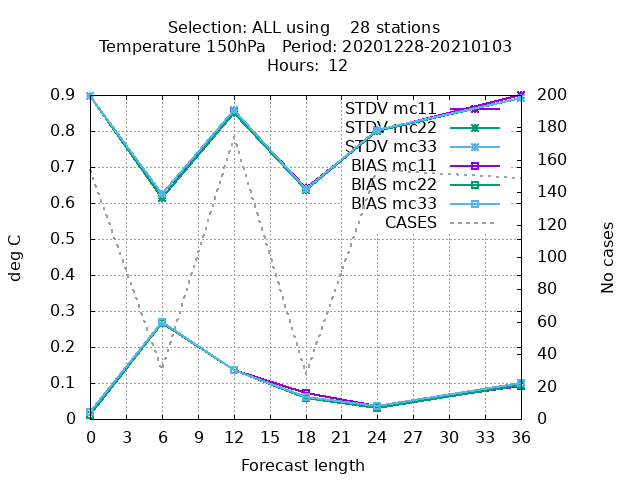 Selection: ALL using    28 stations
Temperature 150hPa   Period: 20201228-20210103
Hours:  12
0.9
0.8
0.7
0.6
0.5
0.4
0.3
0.2
0.1
0
deg C
STDV mc11
STDV mc22
STDV mc33
BIAS mc11
BIAS mc22
BIAS mc33
CASES
200
180
160
140
120
100
80
60
40
20
0
No cases
0 3 6 9 12 15 18 21 24 27 30 33 36
Forecast length